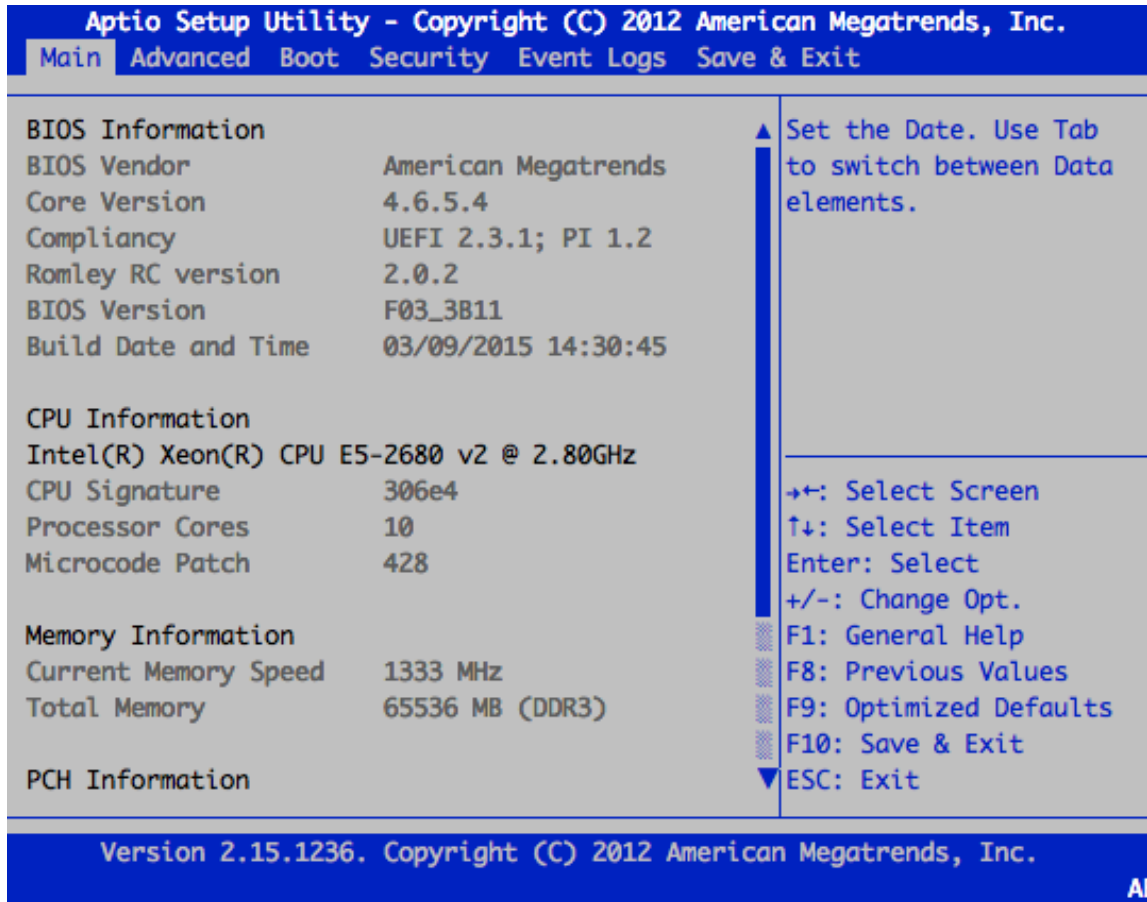 Aptio Setup Utility - Copyright (C) 2012 American Megatrends, Inc.
Main Advanced Boot Security Event Logs Save & Exit
BIOS Information
BIOS Vendor American Megatrends
Core Version 4.6.5.4
Compliancy UEFI 2.3.1; PI 1.2
Romley RC version 2.0.2
BIOS Version F03_3B11
Build Date and Time 03/09/2015 14:30:45
CPU Information
Intel(R) Xeon(R) CPU E5-2680 v2 @ 2.80GHz
CPU Signature 306e4
Processor Cores 10
Microcode Patch 428
Memory Information
Current Memory Speed 1333 MHz
Total Memory 65536 MB (DDR3)
PCH Information
Set the Date. Use Tab
to switch between Data
elements.
→←: Select Screen
↑↓: Select Item
Enter: Select
+/-: Change Opt.
F1: General Help
F8: Previous Values
F9: Optimized Defaults
F10: Save & Exit
ESC: Exit
Version 2.15.1236. Copyright (C) 2012 American Megatrends, Inc.